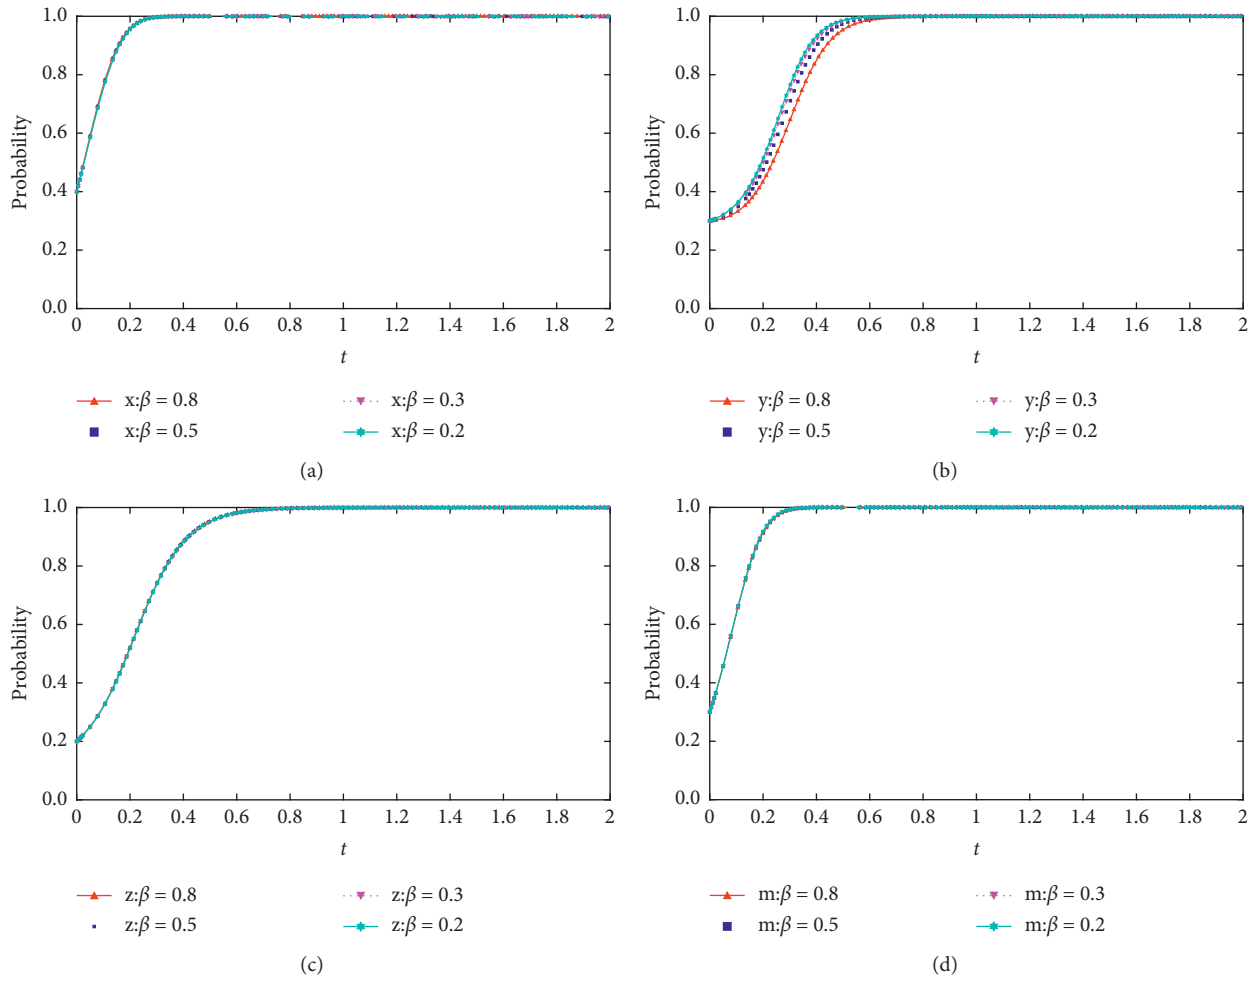 1.0
0.8
0.6
0.4
0.2
0.0
Probability
0 0.2 0.4 0.6 0.8 1 1.2 1.4 1.6 1.8 2
t
x:β = 0.8 x:β = 0.3
x:β = 0.5 x:β = 0.2
(a)
1.0
0.8
0.6
0.4
0.2
0.0
Probability
0 0.2 0.4 0.6 0.8 1 1.2 1.4 1.6 1.8 2
t
y:β = 0.8 y:β = 0.3
y:β = 0.5 y:β = 0.2
(b)
1.0
0.8
0.6
0.4
0.2
0.0
Probability
0 0.2 0.4 0.6 0.8 1 1.2 1.4 1.6 1.8 2
t
z:β = 0.8 z:β = 0.3
z:β = 0.5 z:β = 0.2
(c)
1.0
0.8
0.6
0.4
0.2
0.0
Probability
0 0.2 0.4 0.6 0.8 1 1.2 1.4 1.6 1.8 2
t
m:β = 0.8 m:β = 0.3
m:β = 0.5 m:β = 0.2
(d)